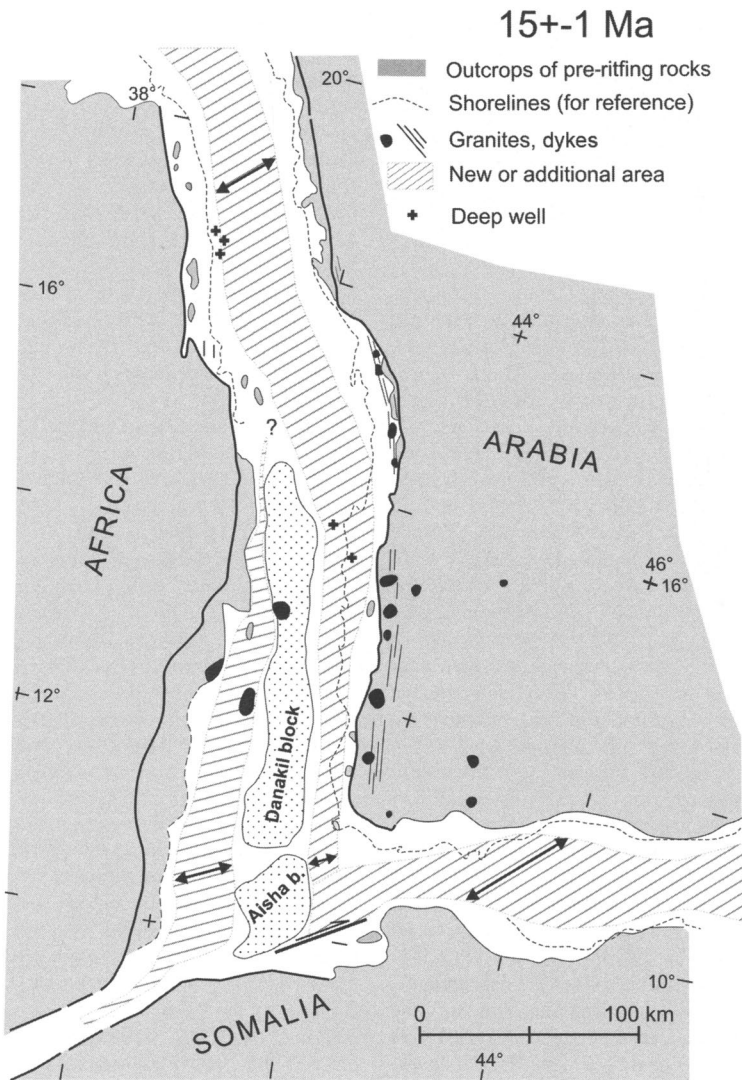 15+-1 Ma
Outcrops of pre-ritfing rocks
Shorelines (for reference)
Granites, dykes
New or additional area
Deep well
38°
20°
16°
44°
ARABIA
?
AFRICA
46°
16°
12°
Danakil block
Aisha b.
10°
SOMALIA
0 100 km
44°